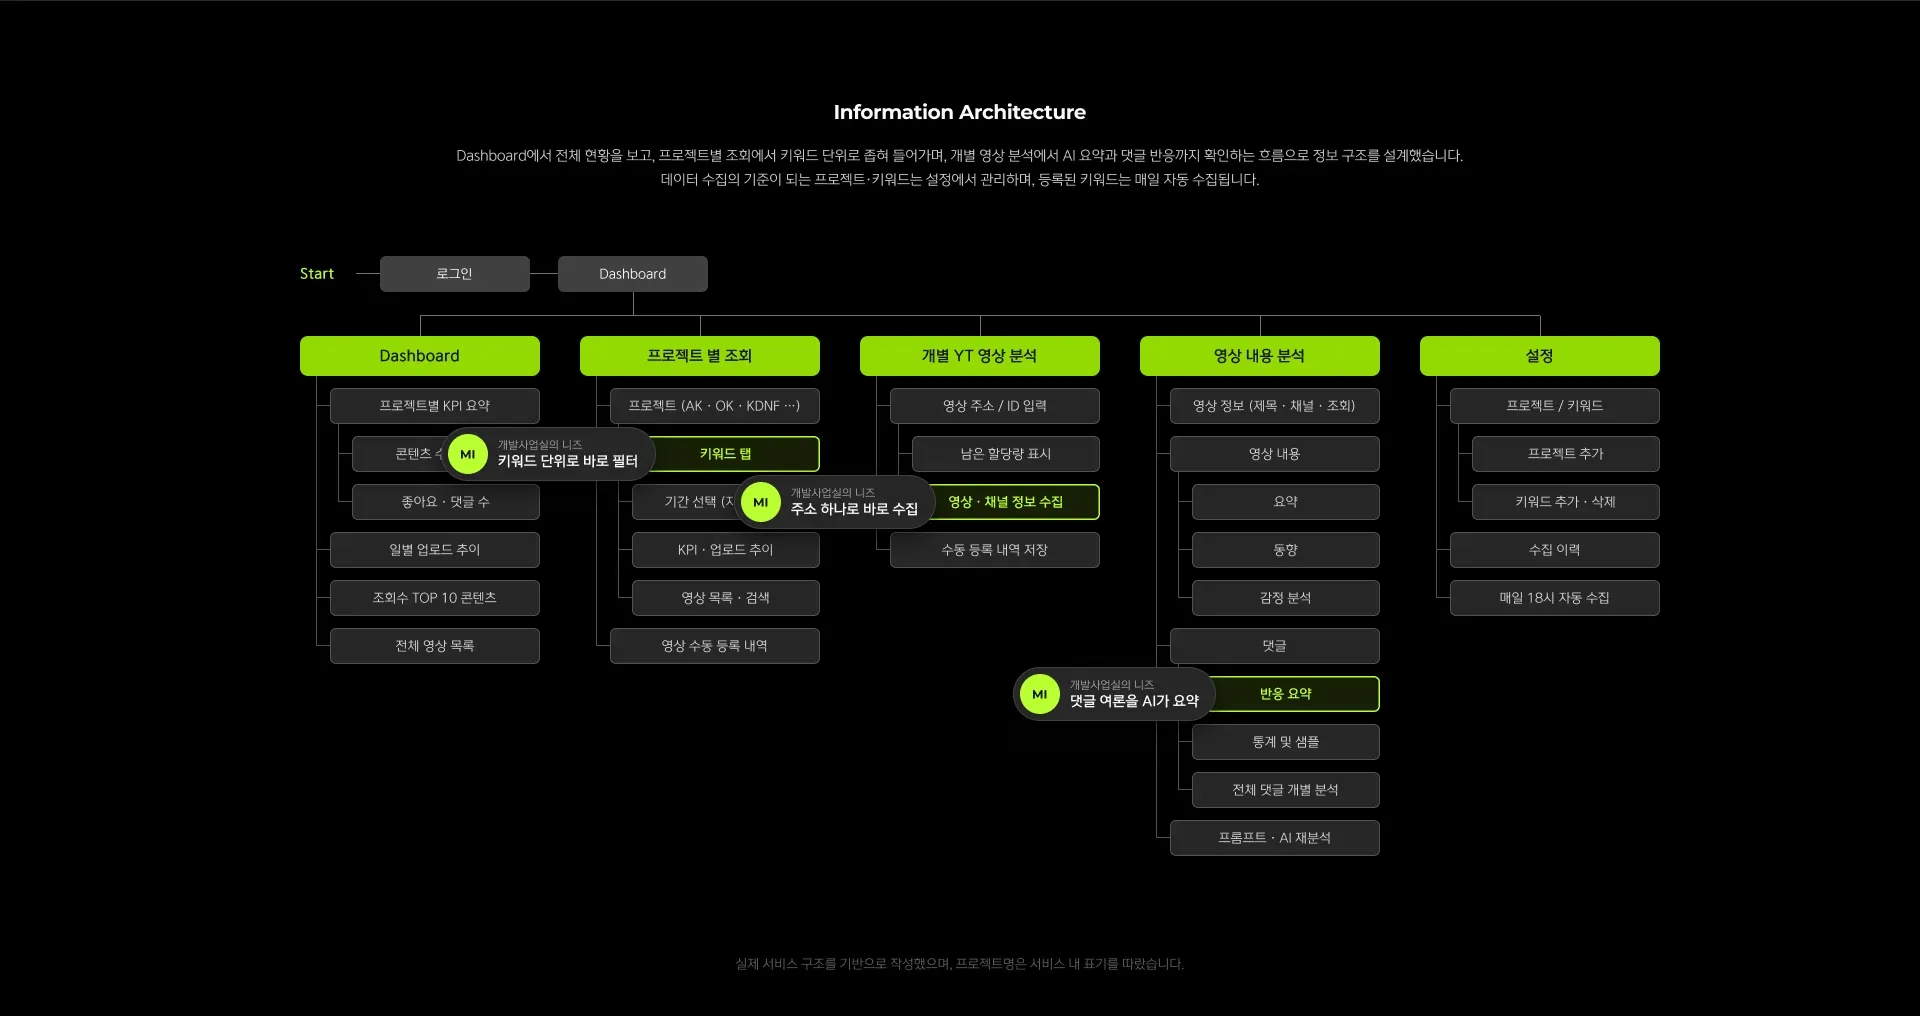 Information Architecture
Dashboard에서 전체 현황을 보고, 프로젝트별 조회에서 키워드 단위로 좁혀 들어가며, 개별 영상 분석에서 AI 요약과 댓글 반응까지 확인하는 흐름으로 정보 구조를 설계했습니다.
데이터 수집의 기준이 되는 프로젝트·키워드는 설정에서 관리하며, 등록된 키워드는 매일 자동 수집됩니다.
Start
로그인
Dashboard
Dashboard
프로젝트별 KPI 요약
콘텐츠
좋아요 · 댓글 수
일별 업로드 추이
조회수 TOP 10 콘텐츠
전체 영상 목록
프로젝트 별 조회
프로젝트 (AK · OK · KDNF ···)
MI
개발사업실의 니즈
키워드 단위로 바로 필터
키워드 탭
기간 선택
KPI · 업로드 추이
영상 목록 · 검색
영상 수동 등록 내역
개별 YT 영상 분석
영상 주소 / ID 입력
남은 할당량 표시
MI
개발사업실의 니즈
주소 하나로 바로 수집
영상 · 채널 정보 수집
수동 등록 내역 저장
영상 내용 분석
영상 정보 (제목 · 채널 · 조회)
영상 내용
요약
동향
감정 분석
댓글
MI
개발사업실의 니즈
댓글 여론을 AI가 요약
반응 요약
통계 및 샘플
전체 댓글 개별 분석
프롬프트 · AI 재분석
설정
프로젝트 / 키워드
프로젝트 추가
키워드 추가 · 삭제
수집 이력
매일 18시 자동 수집
실제 서비스 구조를 기반으로 작성했으며, 프로젝트명은 서비스 내 표기를 따랐습니다.